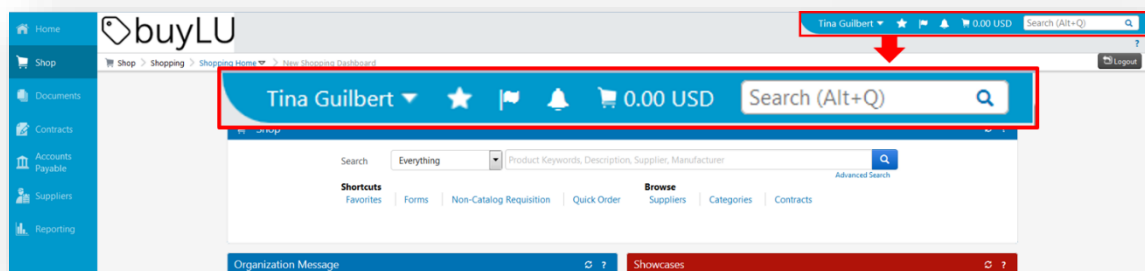 Home
buyLU
Tina Guilbert 0.00 USD Search (Alt+Q)
?
Shop
Shop > Shopping > Shopping Home > New Shopping Dashboard
Logout
Tina Guilbert 0.00 USD Search (Alt+Q)
Documents
Contracts
Accounts
Payable
Suppliers
Reporting
Shop ?
Search Everything Product Keywords, Description, Supplier, Manufacturer
Advanced Search
Shortcuts Browse
Favorites Forms Non-Catalog Requisition Quick Order Suppliers Categories Contracts
Organization Message ? Showcases ?